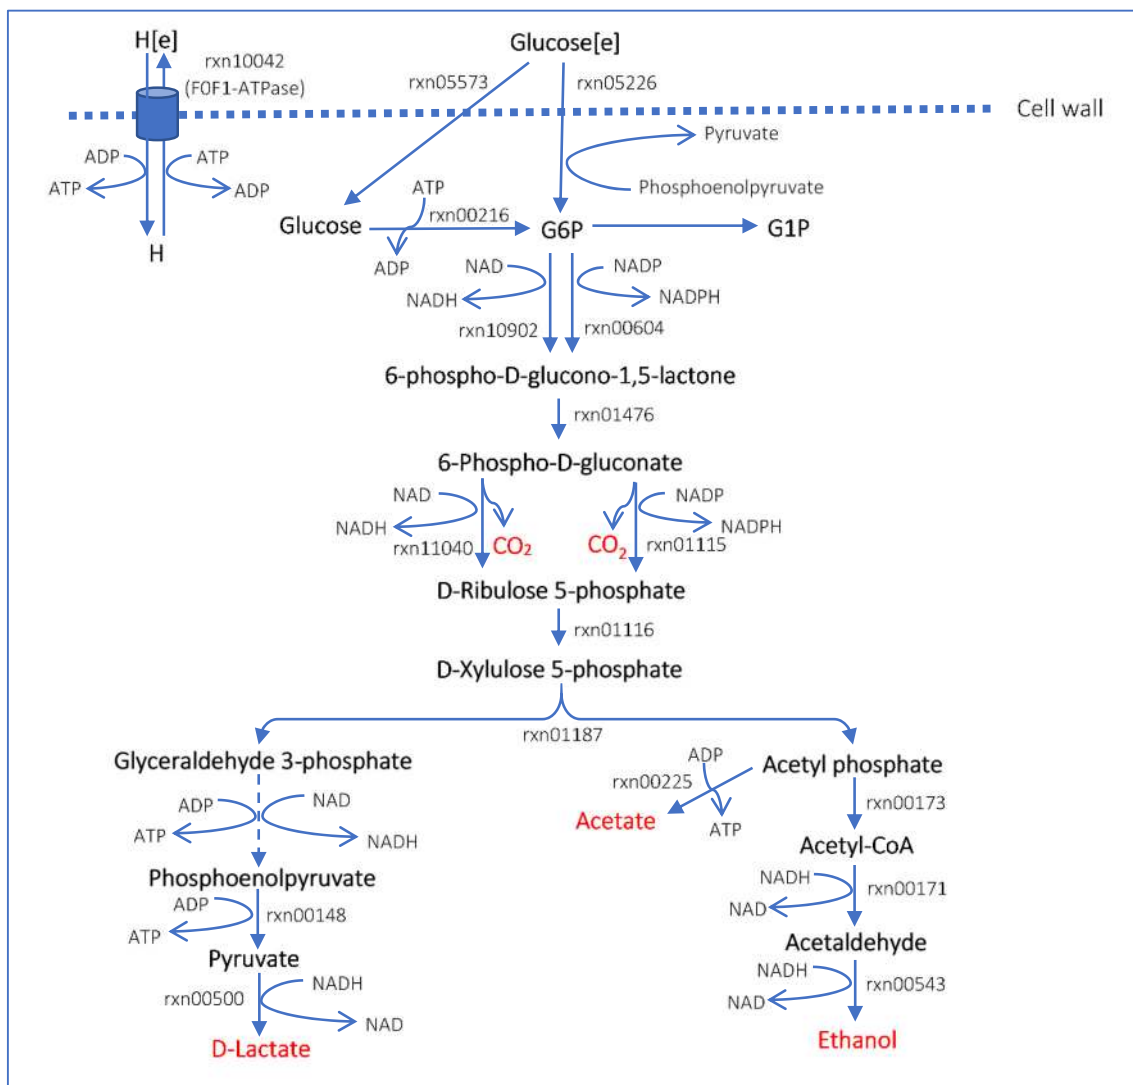 H[e]
rxn10042
(F0F1-ATPase)
Glucose[e]
rxn05573
rxn05226
Cell wall
ADP
ATP
ATP
ADP
H
Pyruvate
Phosphoenolpyruvate
Glucose
ATP
rxn00216
ADP
G6P
G1P
NAD
NADH
NADP
NADPH
rxn10902
rxn00604
6-phospho-D-glucono-1,5-lactone
rxn01476
6-Phospho-D-gluconate
NAD
NADH
NADP
NADPH
rxn11040
CO₂
CO₂
rxn01115
D-Ribulose 5-phosphate
rxn01116
D-Xylulose 5-phosphate
rxn01187
Glyceraldehyde 3-phosphate
ADP
ATP
NAD
NADH
Phosphoenolpyruvate
ADP
ATP
rxn00148
Pyruvate
rxn00500
NADH
NAD
D-Lactate
Acetyl phosphate
rxn00225
ADP
ATP
Acetate
rxn00173
Acetyl-CoA
NADH
NAD
rxn00171
Acetaldehyde
NADH
NAD
rxn00543
Ethanol